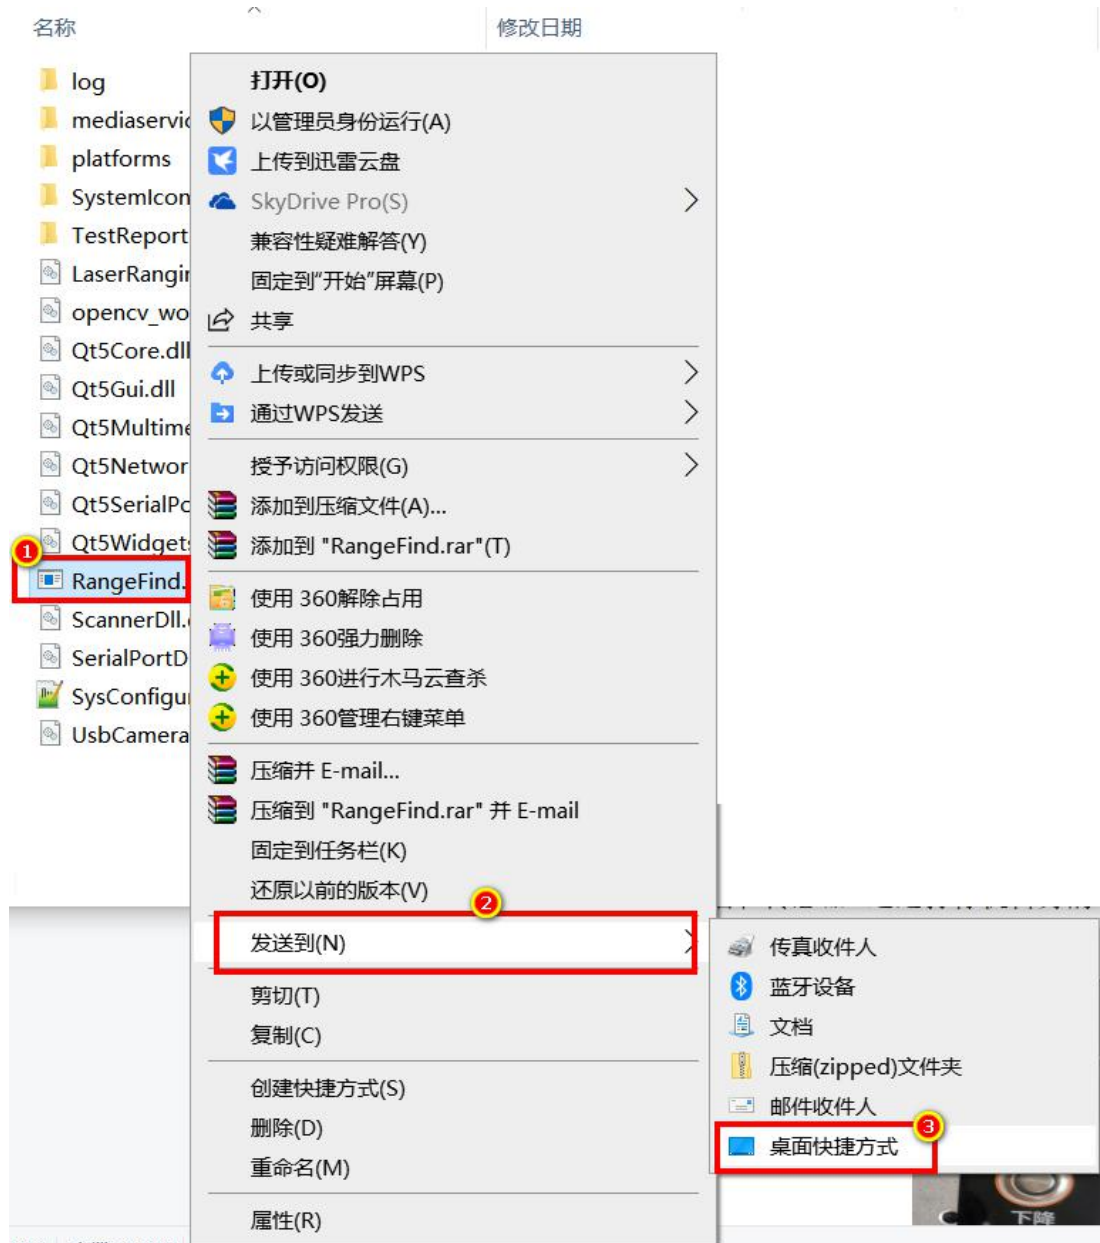 名称
修改日期
log
mediaservic
platforms
SystemIcon
TestReport
LaserRangin
opencv_wo
Qt5Core.dll
Qt5Gui.dll
Qt5Multime
Qt5Networ
Qt5SerialPo
Qt5Widgets
1
RangeFind.
ScannerDll.
SerialPortD
SysConfigu
UsbCamera
打开(O)
以管理员身份运行(A)
上传到迅雷云盘
SkyDrive Pro(S)
兼容性疑难解答(Y)
固定到"开始"屏幕(P)
共享
上传或同步到WPS
通过WPS发送
授予访问权限(G)
添加到压缩文件(A)...
添加到 "RangeFind.rar"(T)
使用 360解除占用
使用 360强力删除
使用 360进行木马云查杀
使用 360管理右键菜单
压缩并 E-mail...
压缩到 "RangeFind.rar" 并 E-mail
固定到任务栏(K)
还原以前的版本(V)
2
发送到(N)
剪切(T)
复制(C)
创建快捷方式(S)
删除(D)
重命名(M)
属性(R)
传真收件人
蓝牙设备
文档
压缩(zipped)文件夹
邮件收件人
3
桌面快捷方式
下降